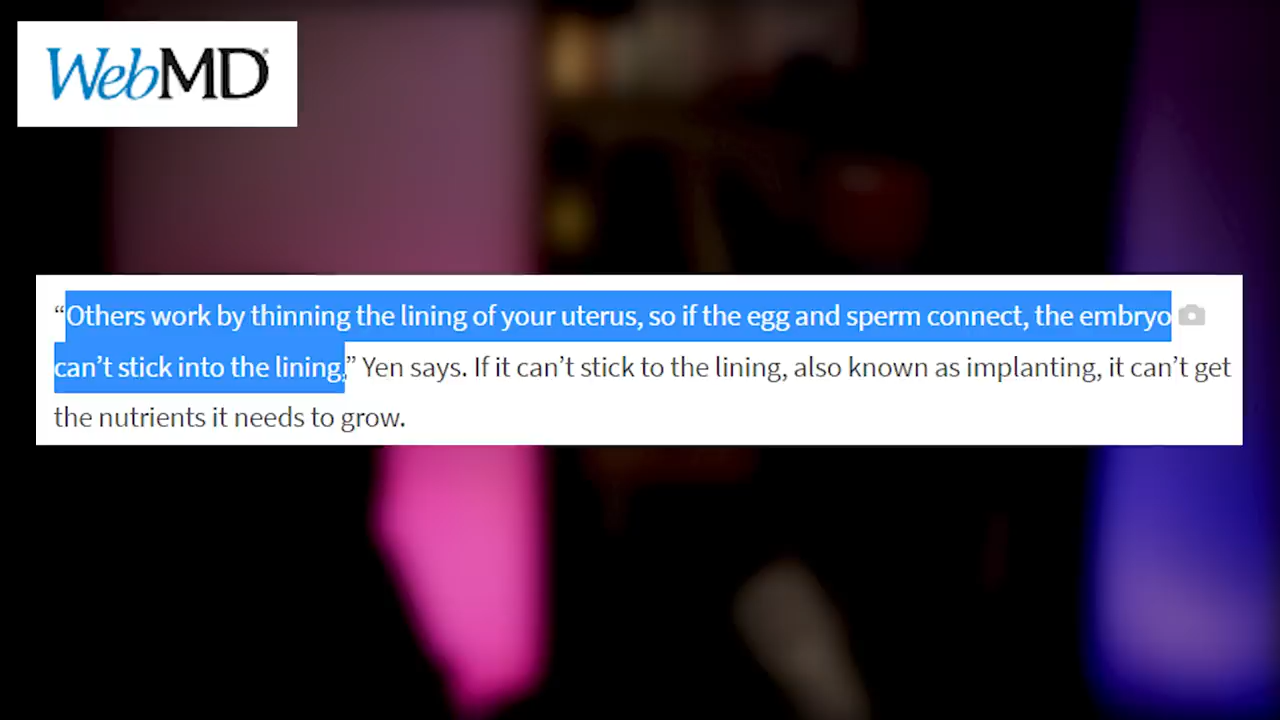 WebMD
“Others work by thinning the lining of your uterus, so if the egg and sperm connect, the embryo
can’t stick into the lining,” Yen says. If it can’t stick to the lining, also known as implanting, it can’t get
the nutrients it needs to grow.